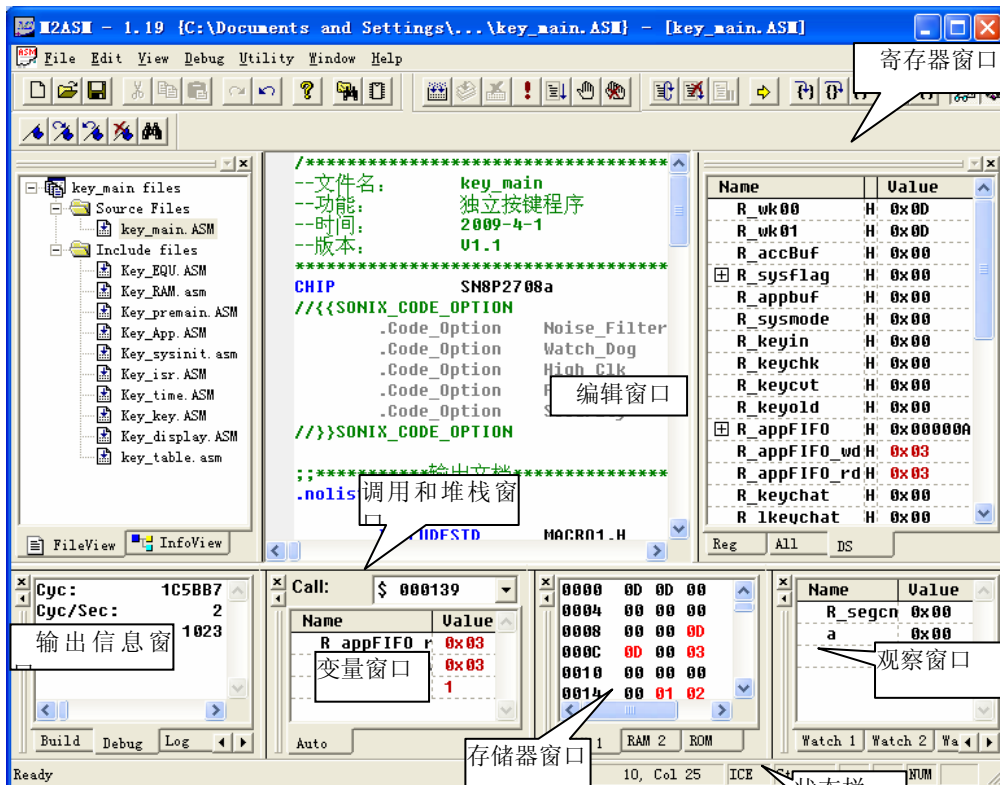 M2ASM - 1.19 {C:\Documents and Settings\...\key_main.ASM} - [key_main.ASM]
File Edit View Debug Utility Window Help
寄存器窗口
key_main files
Source Files
key_main.ASM
Include files
Key_EQU.ASM
Key_RAM.asm
Key_premain.ASM
Key_App.ASM
Key_sysinit.asm
Key_isr.ASM
Key_time.ASM
Key_key.ASM
Key_display.ASM
key_table.asm
FileView InfoView
/************************************
--文件名: key_main
--功能: 独立按键程序
--时间: 2009-4-1
--版本: V1.1
*************************************
CHIP SN8P2708a
//{{SONIX_CODE_OPTION
.Code_Option Noise_Filter
.Code_Option Watch_Dog
.Code_Option High_Clk
.Code_Option
.Code_Option
//}}SONIX_CODE_OPTION
编辑窗口
;;***********输出文档***************
.nolist
调用和堆栈窗口
INCLUDESTD MACRO1.H
Name Value
R_wk00 H 0x0D
R_wk01 H 0x0D
R_accBuf H 0x00
R_sysflag H 0x00
R_appbuf H 0x00
R_sysmode H 0x00
R_keyin H 0x00
R_keychk H 0x00
R_keycvt H 0x00
R_keyold H 0x00
R_appFIFO H 0x00000A
R_appFIFO_wd H 0x03
R_appFIFO_rd H 0x03
R_keychat H 0x00
R_lkeychat H 0x00
Reg All DS
Cyc: 1C5BB7
Cyc/Sec: 2
1023
输出信息窗
Build Debug Log
Call: $ 000139
Name Value
R_appFIFO_r 0x03
0x03
1
变量窗口
Auto
0000 0D 0D 00
0004 00 00 00
0008 00 00 0D
000C 0D 00 03
0010 00 00 00
0014 00 01 02
存储器窗口
1 RAM 2 ROM
Name Value
R_segcn 0x00
a 0x00
观察窗口
Watch 1 Watch 2 Wa
Ready 10, Col 25 ICE NUM
状态栏